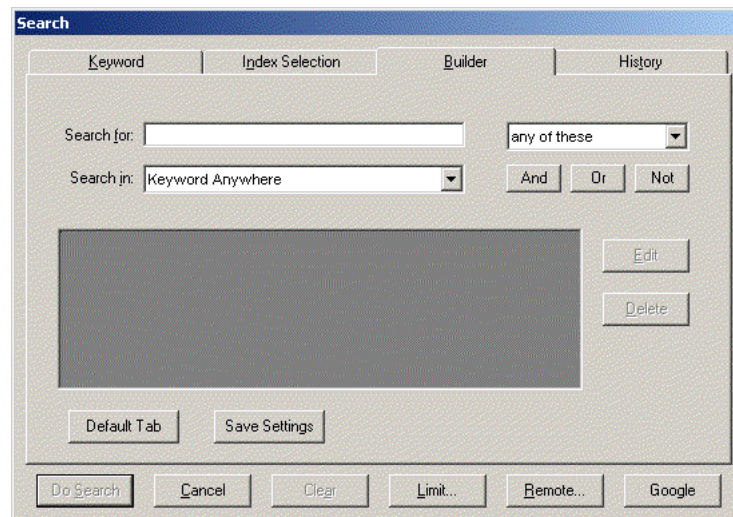 Search
Keyword Index Selection Builder History
Search for: any of these
Search in: Keyword Anywhere And Or Not
Edit
Delete
Default Tab Save Settings
Do Search Cancel Clear Limit... Remote... Google